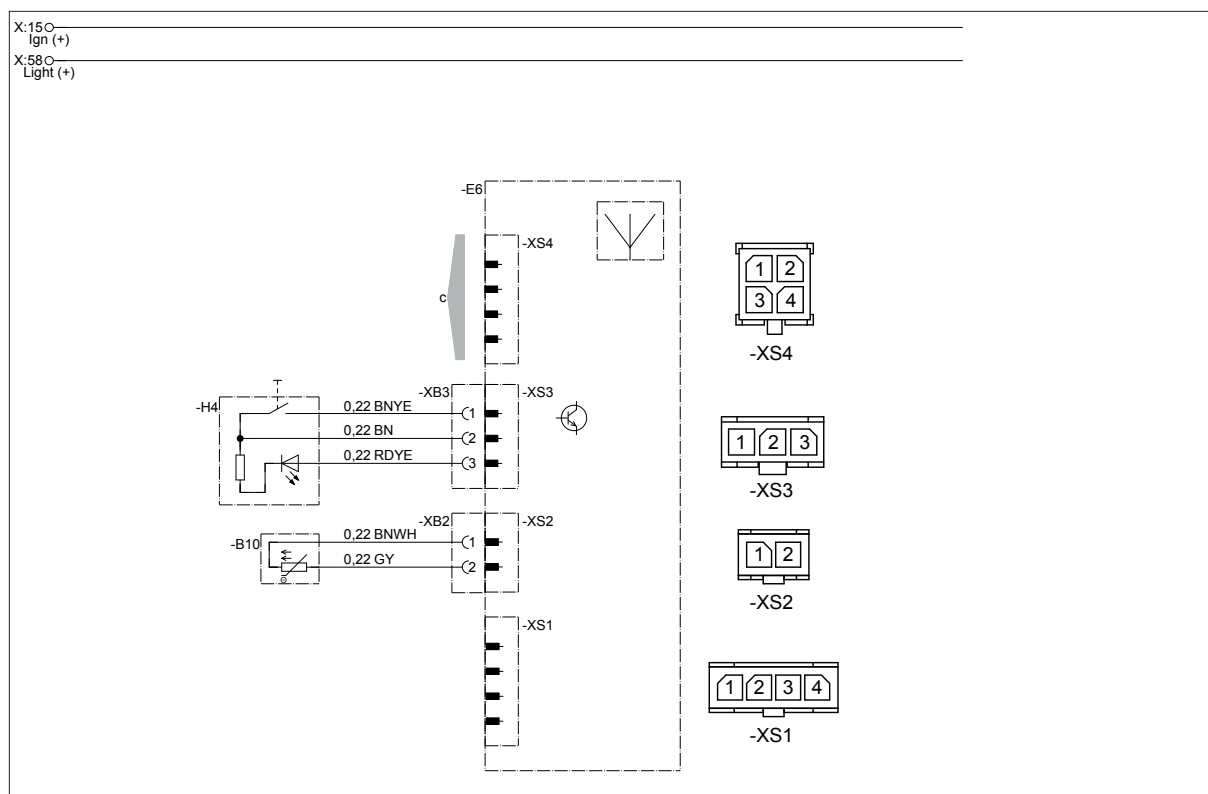 X:15
Ign (+)
X:58
Light (+)
-E6
-XS4
c
1 2
3 4
-XS4
-H4
-XB3
-XS3
0,22 BNYE
1
0,22 BN
2
0,22 RDYE
3
1 2 3
-XS3
-B10
-XB2
-XS2
0,22 BNWH
1
0,22 GY
2
1 2
-XS2
-XS1
1 2 3 4
-XS1